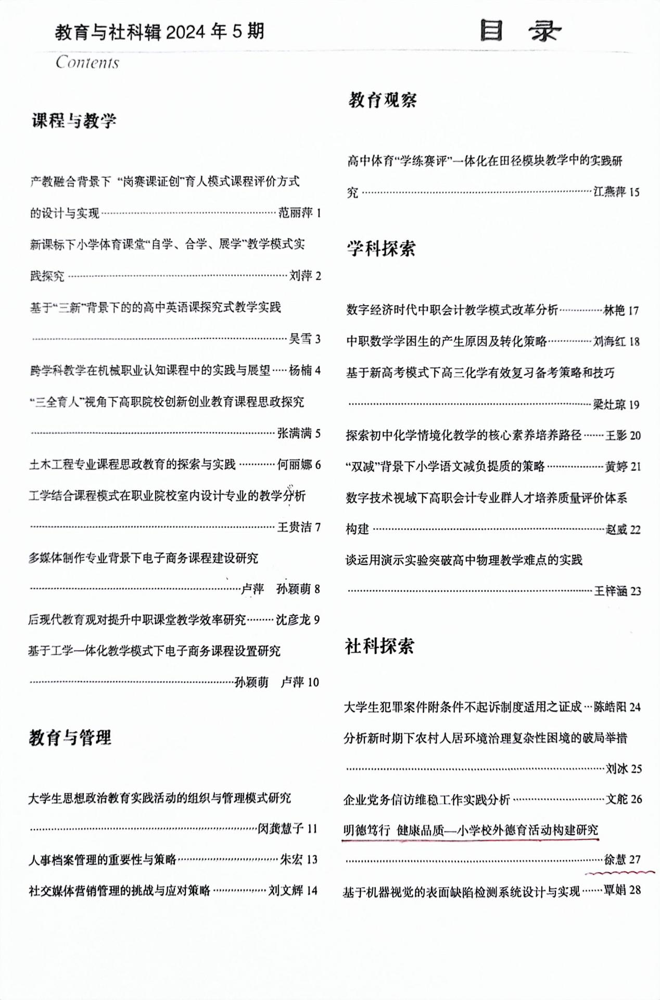 教育与社科辑 2024 年 5 期
目 录
Contents
课程与教学
产教融合背景下 “岗赛课证创”育人模式课程评价方式
的设计与实现……范丽萍 1
新课标下小学体育课堂“自学、合学、展学”教学模式实
践探究……刘萍 2
基于“三新”背景下的的高中英语课探究式教学实践
……吴雪 3
跨学科教学在机械职业认知课程中的实践与展望……杨楠 4
“三全育人”视角下高职院校创新创业教育课程思政探究
……张满满 5
土木工程专业课程思政教育的探索与实践……何丽娜 6
工学结合课程模式在职业院校室内设计专业的教学分析
……王贵洁 7
多媒体制作专业背景下电子商务课程建设研究
……卢萍 孙颖萌 8
后现代教育观对提升中职课堂教学效率研究……沈彦龙 9
基于工学一体化教学模式下电子商务课程设置研究
……孙颖萌 卢萍 10
教育与管理
大学生思想政治教育实践活动的组织与管理模式研究
……闵龚慧子 11
人事档案管理的重要性与策略……朱宏 13
社交媒体营销管理的挑战与应对策略……刘文辉 14
教育观察
高中体育“学练赛评”一体化在田径模块教学中的实践研
究……江燕萍 15
学科探索
数字经济时代中职会计教学模式改革分析……林艳 17
中职数学学困生的产生原因及转化策略……刘海红 18
基于新高考模式下高三化学有效复习备考策略和技巧
……梁灶琼 19
探索初中化学情境化教学的核心素养培养路径……王影 20
“双减”背景下小学语文减负提质的策略……黄婷 21
数字技术视域下高职会计专业群人才培养质量评价体系
构建……赵威 22
谈运用演示实验突破高中物理教学难点的实践
……王梓涵 23
社科探索
大学生犯罪案件附条件不起诉制度适用之证成…陈皓阳 24
分析新时期下农村人居环境治理复杂性困境的破局举措
……刘冰 25
企业党务信访维稳工作实践分析……文舵 26
明德笃行 健康品质—小学校外德育活动构建研究
……徐慧 27
基于机器视觉的表面缺陷检测系统设计与实现……覃娟 28